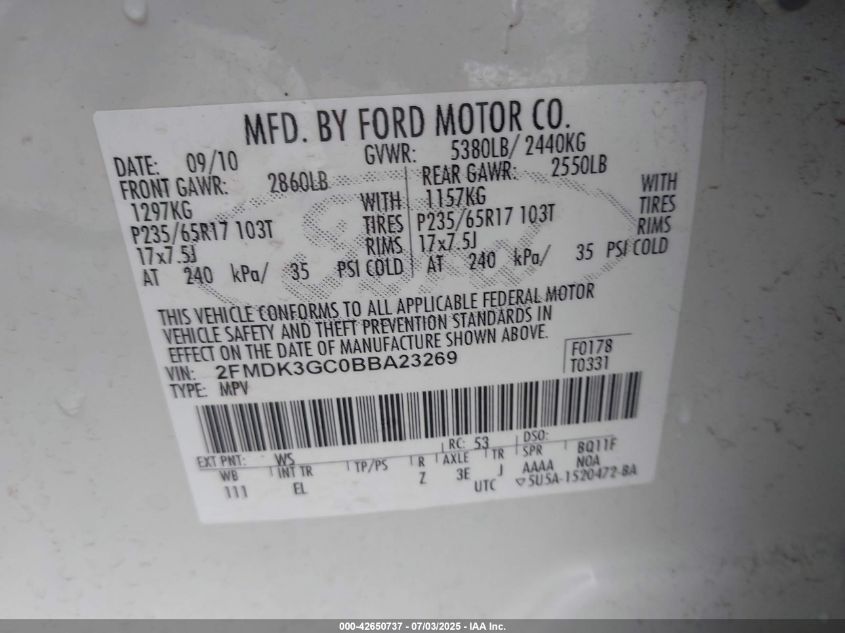 MFD. BY FORD MOTOR CO.
DATE: 09/10 GVWR: 5380LB/ 2440KG
FRONT GAWR: 2860LB REAR GAWR: 2550LB
1297KG WITH 1157KG WITH
P235/65R17 103T TIRES P235/65R17 103T TIRES
17x7.5J RIMS 17x7.5J RIMS
AT 240 kPa/ 35 PSI COLD AT 240 kPa/ 35 PSI COLD
THIS VEHICLE CONFORMS TO ALL APPLICABLE FEDERAL MOTOR
VEHICLE SAFETY AND THEFT PREVENTION STANDARDS IN
EFFECT ON THE DATE OF MANUFACTURE SHOWN ABOVE.
VIN: 2FMDK3GC0BBA23269 F0178
TYPE: MPV T0331
EXT PNT: WS RC: 53 DSO:
WB INT TR TP/PS R AXLE TR SPR BQ11F
111 EL Z 3E J AAAA NOA
UTC ▽5U5A-1520472-BA
000-42650737 - 07/03/2025 - IAA Inc.